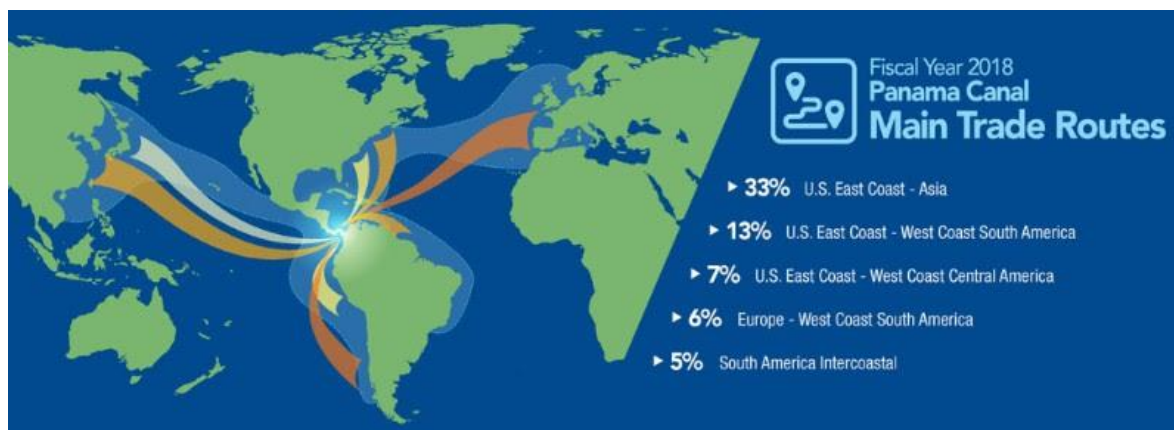 Fiscal Year 2018
Panama Canal
Main Trade Routes
33% U.S. East Coast - Asia
13% U.S. East Coast - West Coast South America
7% U.S. East Coast - West Coast Central America
6% Europe - West Coast South America
5% South America Intercoastal